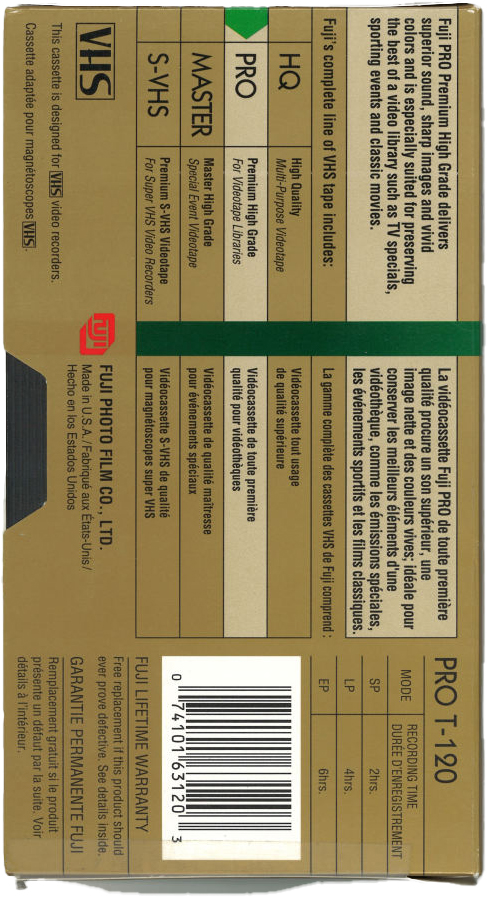 Fuji PRO Premium High Grade delivers
superior sound, sharp images and vivid
colors and is especially suited for preserving
the best of a video library such as TV specials,
sporting events and classic movies.
Fuji's complete line of VHS tape includes:
HQ
High Quality
Multi-Purpose Videotape
PRO
Premium High Grade
For Videotape Libraries
MASTER
Master High Grade
Special Event Videotape
S-VHS
Premium S-VHS Videotape
For Super VHS Video Recorders
VHS
This cassette is designed for VHS video recorders.
Cassette adaptée pour magnétoscopes VHS.
La vidéocassette Fuji PRO de toute première
qualité procure un son supérieur, une
image nette et des couleurs vives; idéale pour
conserver les meilleurs éléments d'une
vidéothèque, comme les émissions spéciales,
les événements sportifs et les films classiques.
La gamme complète des cassettes VHS de Fuji comprend :
Vidéocassette tout usage
de qualité supérieure
Vidéocassette de toute première
qualité pour vidéothèques
Vidéocassette de qualité maîtresse
pour événements spéciaux
Vidéocassette S-VHS de qualité
pour magnétoscopes super VHS
FUJI
FUJI PHOTO FILM CO., LTD.
Made in U.S.A./Fabriqué aux États-Unis/
Hecho en los Estados Unidos
PRO T-120
MODE
RECORDING TIME
DURÉE D'ENREGISTREMENT
SP
2hrs.
LP
4hrs.
EP
6hrs.
0 74101 63120 3
FUJI LIFETIME WARRANTY
Free replacement if this product should
ever prove defective. See details inside.
GARANTIE PERMANENTE FUJI
Remplacement gratuit si le produit
présente un défaut par la suite. Voir
détails à l'intérieur.